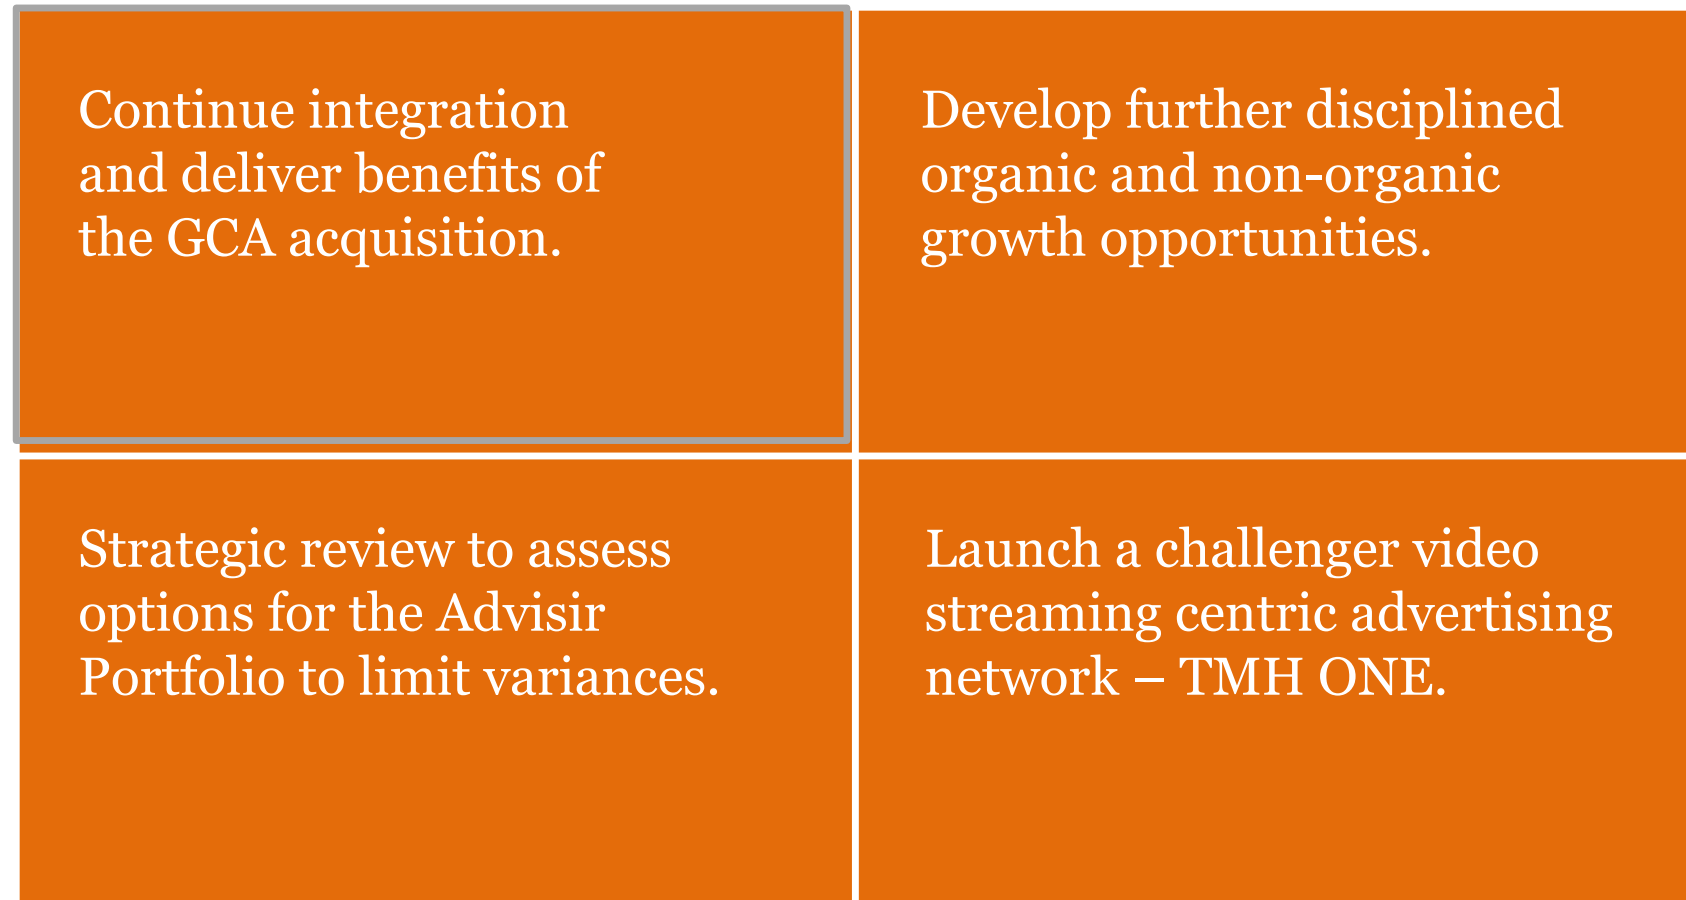 Continue integration
and deliver benefits of
the GCA acquisition.
Develop further disciplined
organic and non-organic
growth opportunities.
Strategic review to assess
options for the Advisir
Portfolio to limit variances.
Launch a challenger video
streaming centric advertising
network – TMH ONE.